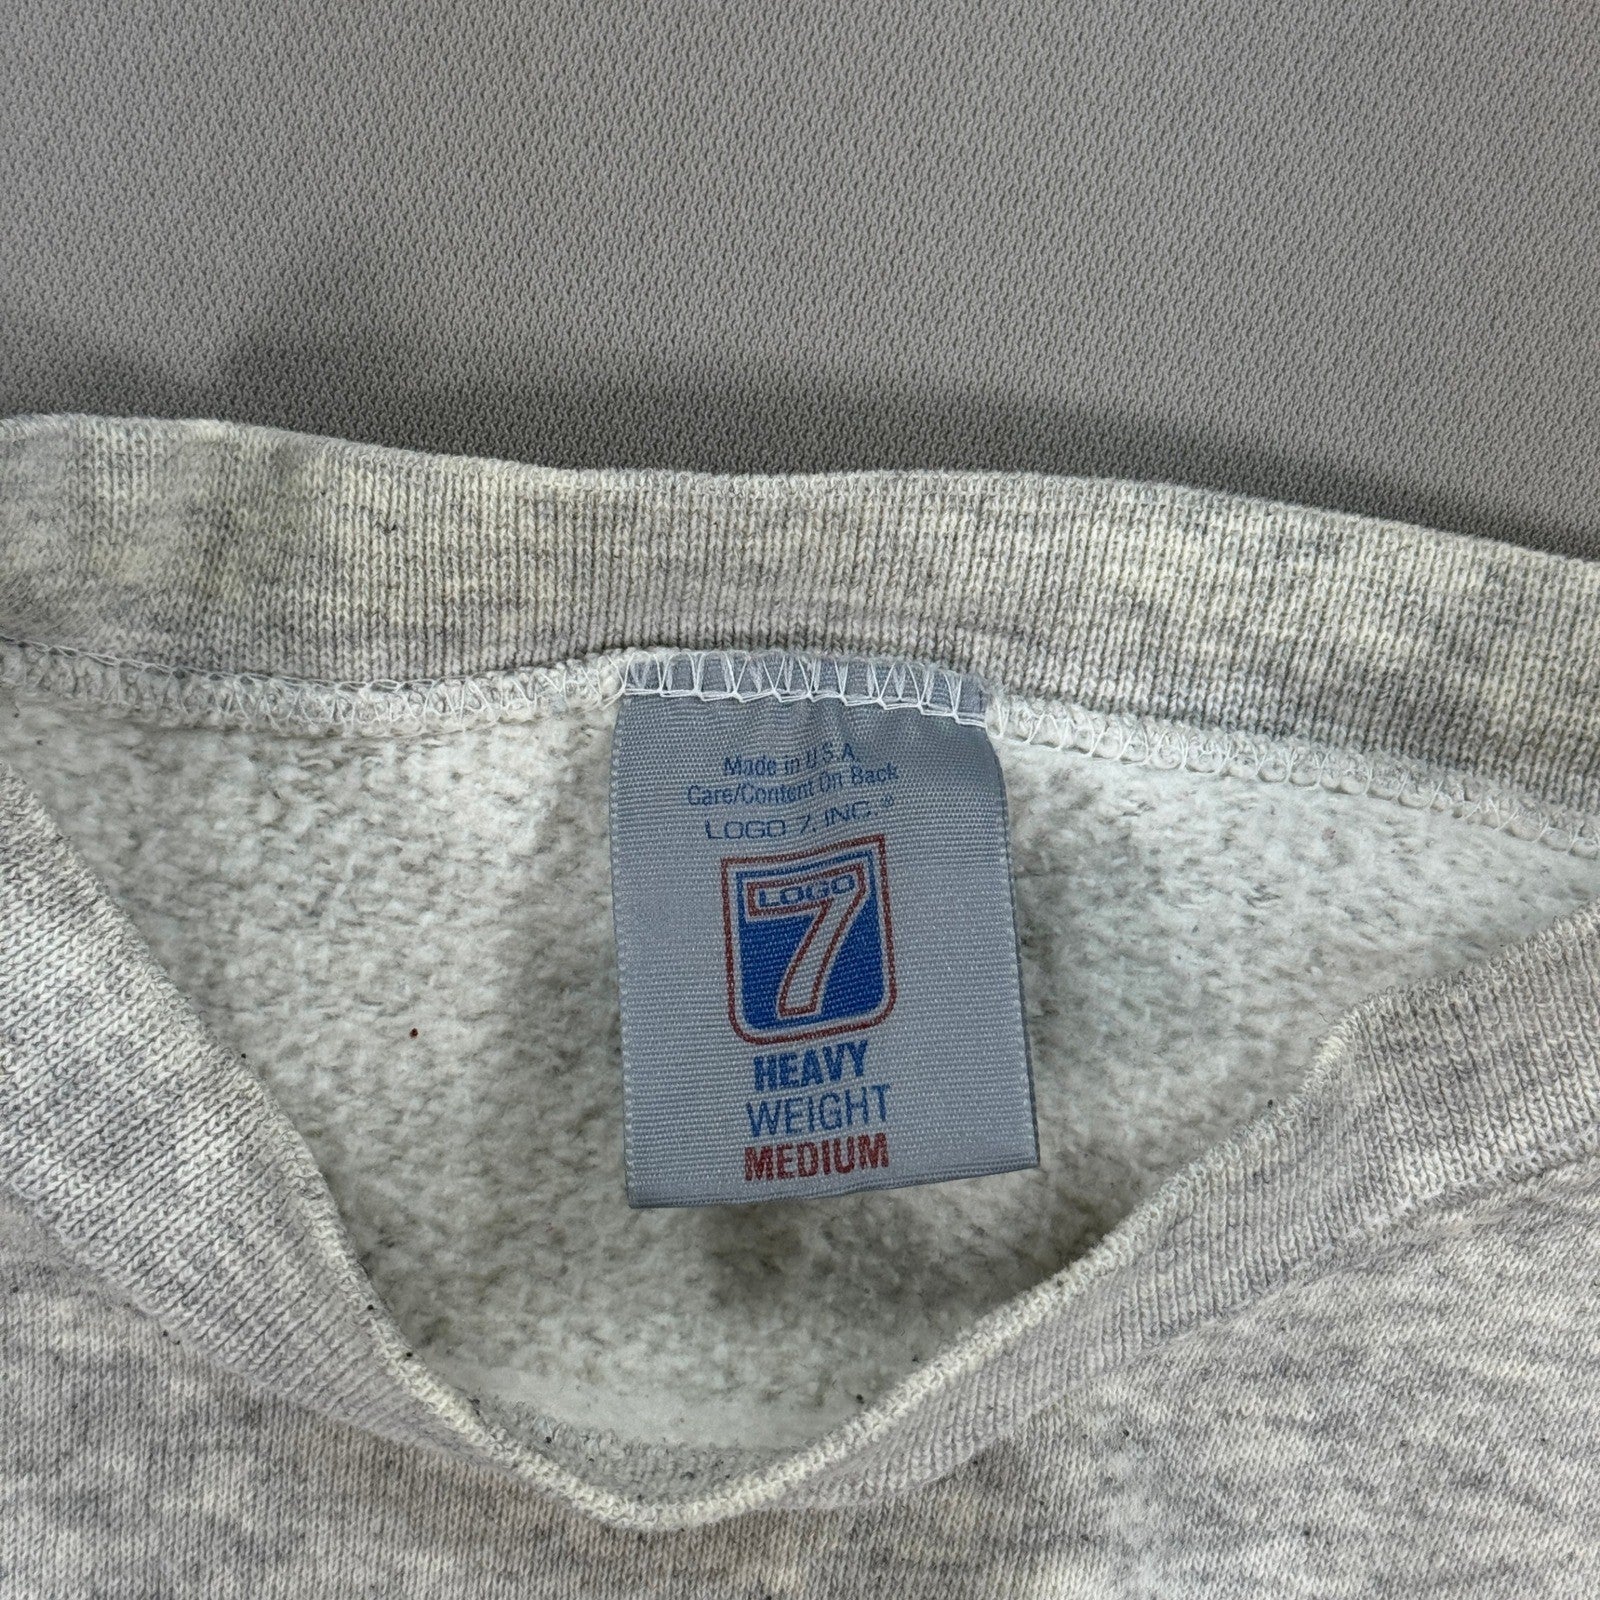 Made in U.S.A.
Care/Content On Back
LOGO 7, INC.®
LOGO
7
HEAVY
WEIGHT
MEDIUM